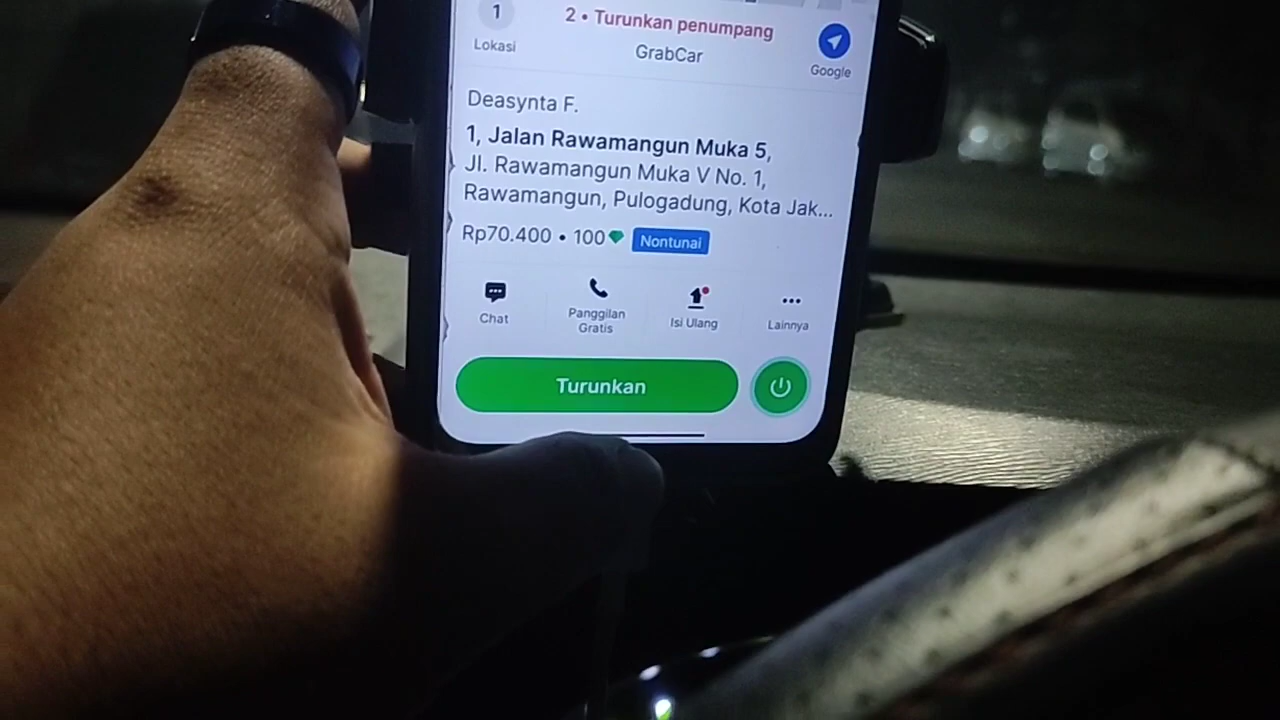 1
2 • Turunkan penumpang
Lokasi
GrabCar
Google
Deasynta F.
1, Jalan Rawamangun Muka 5,
Jl. Rawamangun Muka V No. 1,
Rawamangun, Pulogadung, Kota Jak...
Rp70.400 • 100 Nontunai
Chat
Panggilan
Gratis
Isi Ulang
Lainnya
Turunkan